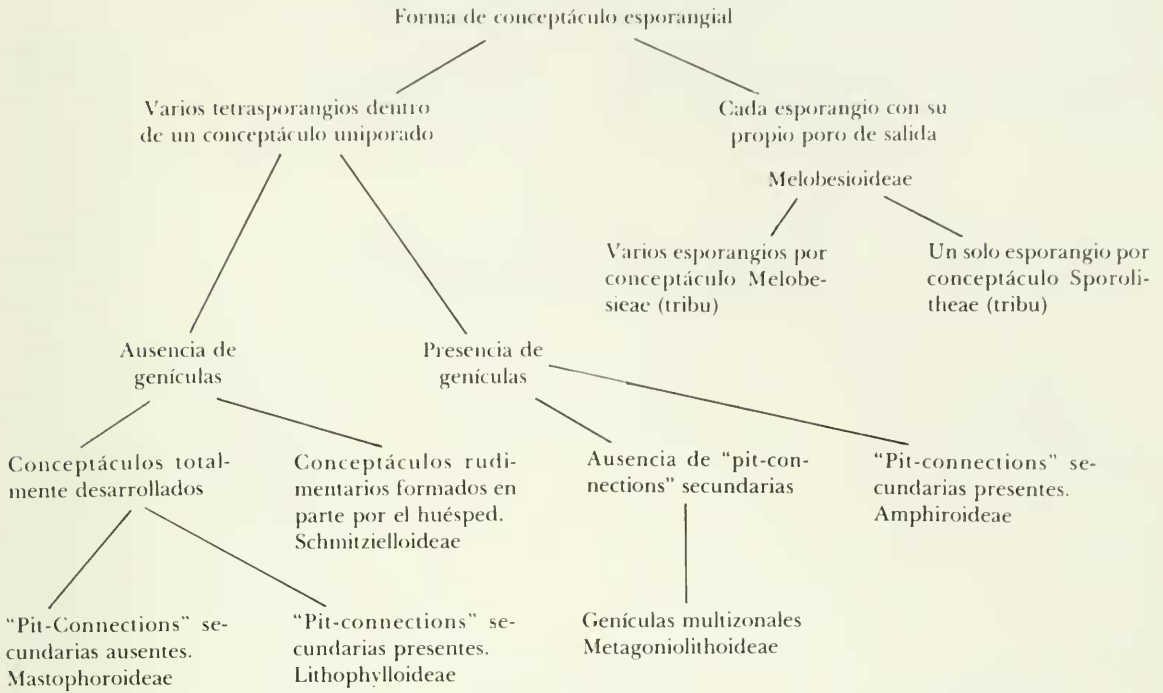 Forma de conceptáculo esporangial
Varios tetrasporangios dentro
de un conceptáculo uniporado
Cada esporangio con su
propio poro de salida
Melobesioideae
Varios esporangios por
conceptáculo Melobe-
sieae (tribu)
Un solo esporangio por
conceptáculo Sporoli-
theae (tribu)
Ausencia de
genículas
Presencia de
genículas
Conceptáculos total-
mente desarrollados
Conceptáculos rudi-
mentarios formados en
parte por el huésped.
Schmitzielloideae
Ausencia de “pit-con-
nections” secundarias
“Pit-connections” se-
cundarias presentes.
Amphiroideae
“Pit-Connections” se-
cundarias ausentes.
Mastophoroideae
“Pit-connections” se-
cundarias presentes.
Lithophylloideae
Genículas multizonales
Metagoniolithoideae